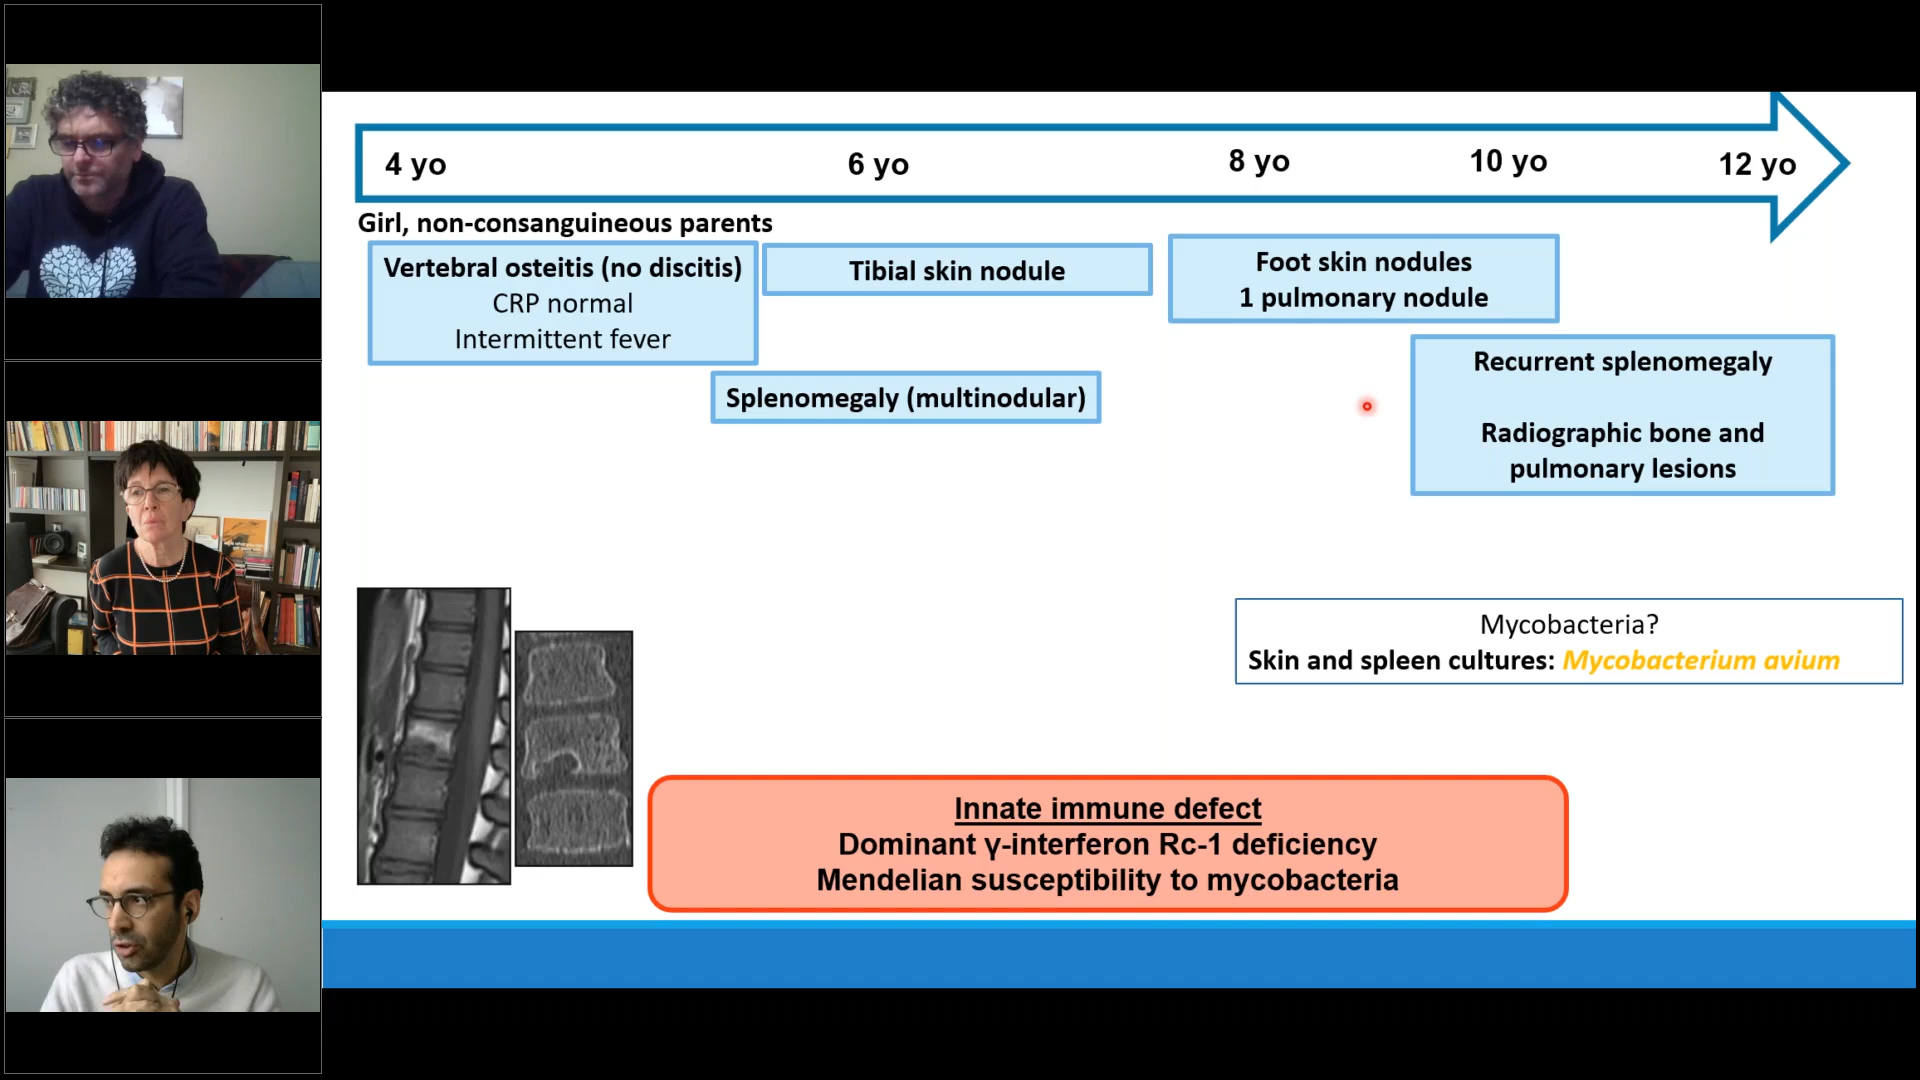 4 yo
6 yo
8 yo
10 yo
12 yo
Girl, non-consanguineous parents
Vertebral osteitis (no discitis)
CRP normal
Intermittent fever
Tibial skin nodule
Splenomegaly (multinodular)
Foot skin nodules
1 pulmonary nodule
Recurrent splenomegaly
Radiographic bone and
pulmonary lesions
Mycobacteria?
Skin and spleen cultures: Mycobacterium avium
Innate immune defect
Dominant γ-interferon Rc-1 deficiency
Mendelian susceptibility to mycobacteria